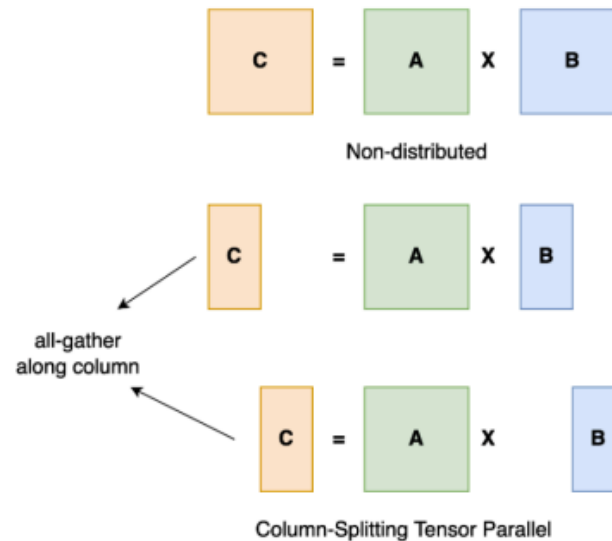 C = A X B
Non-distributed
C = A X B
all-gather
along column
C = A X B
Column-Splitting Tensor Parallel